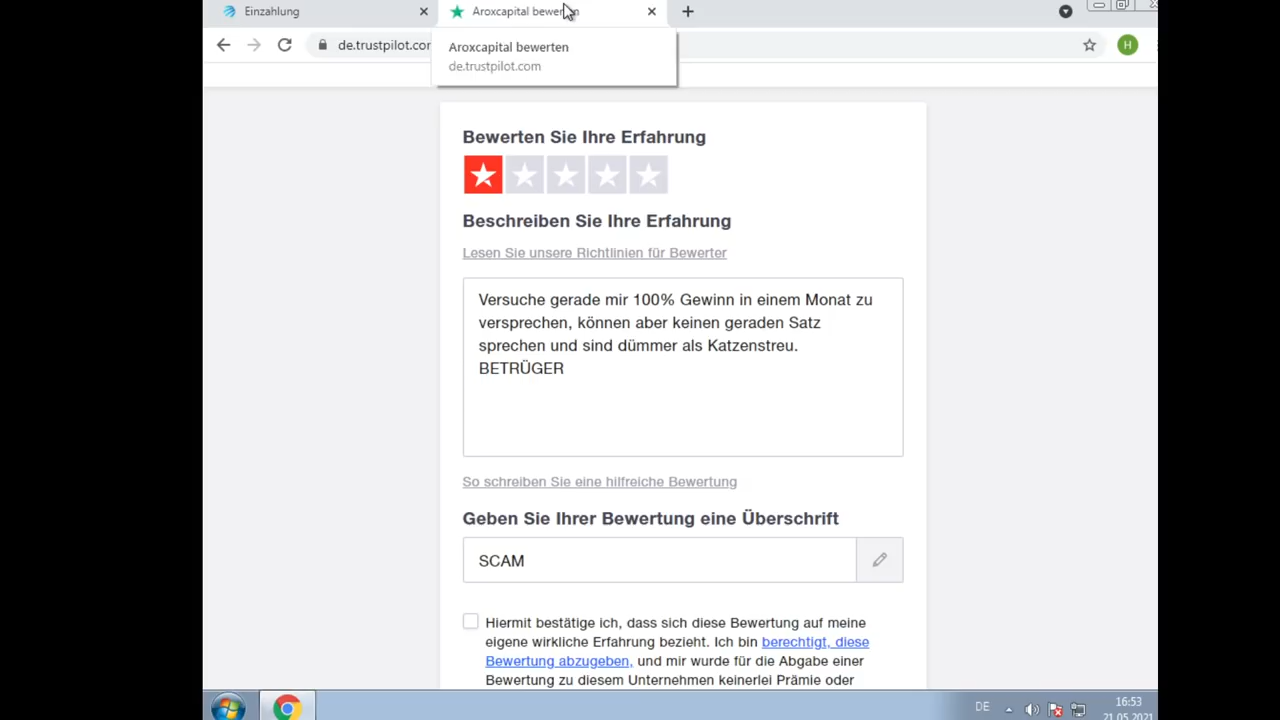 Einzahlung
Aroxcapital bewerten
de.trustpilot.com
Aroxcapital bewerten
de.trustpilot.com
H
Bewerten Sie Ihre Erfahrung
Beschreiben Sie Ihre Erfahrung
Lesen Sie unsere Richtlinien für Bewerter
Versuche gerade mir 100% Gewinn in einem Monat zu
versprechen, können aber keinen geraden Satz
sprechen und sind dümmer als Katzenstreu.
BETRÜGER
So schreiben Sie eine hilfreiche Bewertung
Geben Sie Ihrer Bewertung eine Überschrift
SCAM
Hiermit bestätige ich, dass sich diese Bewertung auf meine
eigene wirkliche Erfahrung bezieht. Ich bin berechtigt, diese
Bewertung abzugeben, und mir wurde für die Abgabe einer
Bewertung zu diesem Unternehmen keinerlei Prämie oder
DE
16:53
21.05.2021